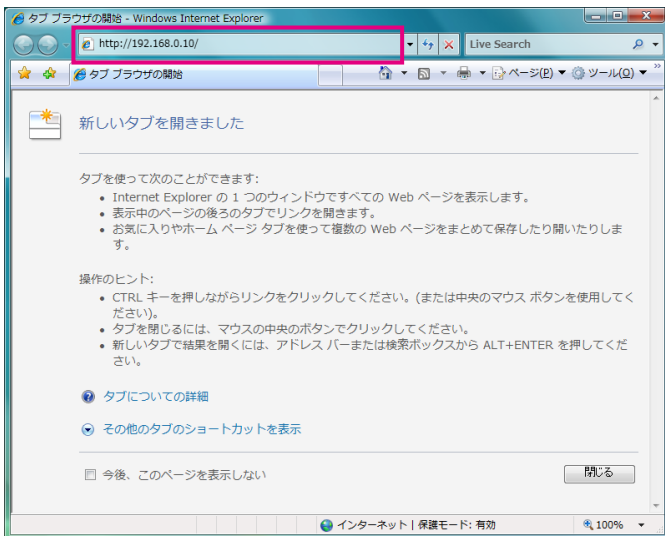 タブ ブラウザの開始 - Windows Internet Explorer
http://192.168.0.10/
Live Search
タブ ブラウザの開始
ページ(P)
ツール(O)
新しいタブを開きました
タブを使って次のことができます:
• Internet Explorer の 1 つのウィンドウですべての Web ページを表示します。
• 表示中のページの後ろのタブでリンクを開きます。
• お気に入りやホーム ページ タブを使って複数の Web ページをまとめて保存したり開いたりしま
す。
操作のヒント:
• CTRL キーを押しながらリンクをクリックしてください。(または中央のマウス ボタンを使用してく
ださい)。
• タブを閉じるには、マウスの中央のボタンでクリックしてください。
• 新しいタブで結果を開くには、アドレス バーまたは検索ボックスから ALT+ENTER を押してくだ
さい。
タブについての詳細
その他のタブのショートカットを表示
今後、このページを表示しない
閉じる
インターネット | 保護モード: 有効
100%